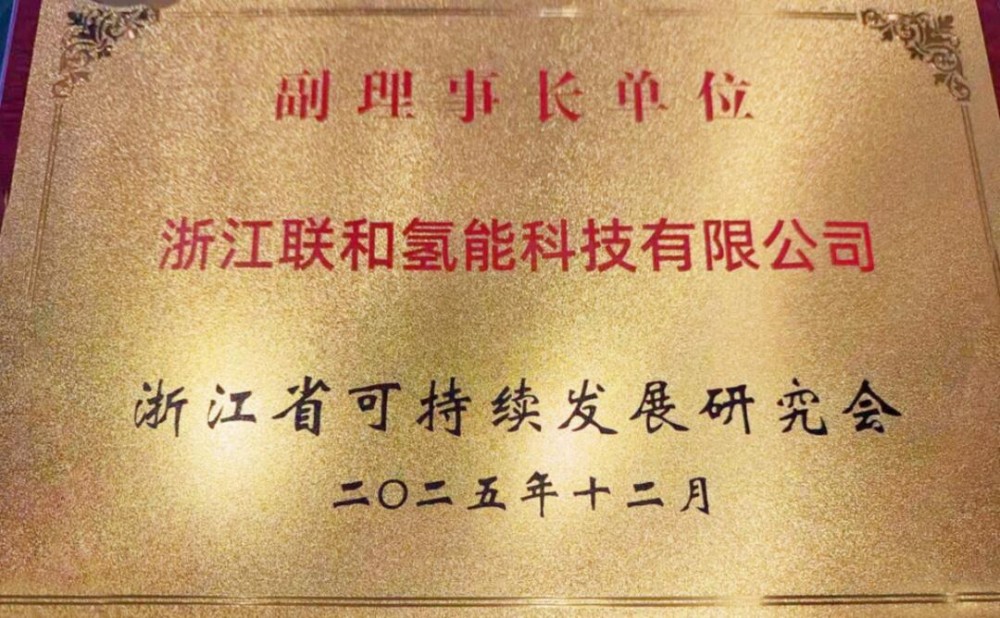 副理事长单位
浙江联和氢能科技有限公司
浙江省可持续发展研究会
二〇二五年十二月